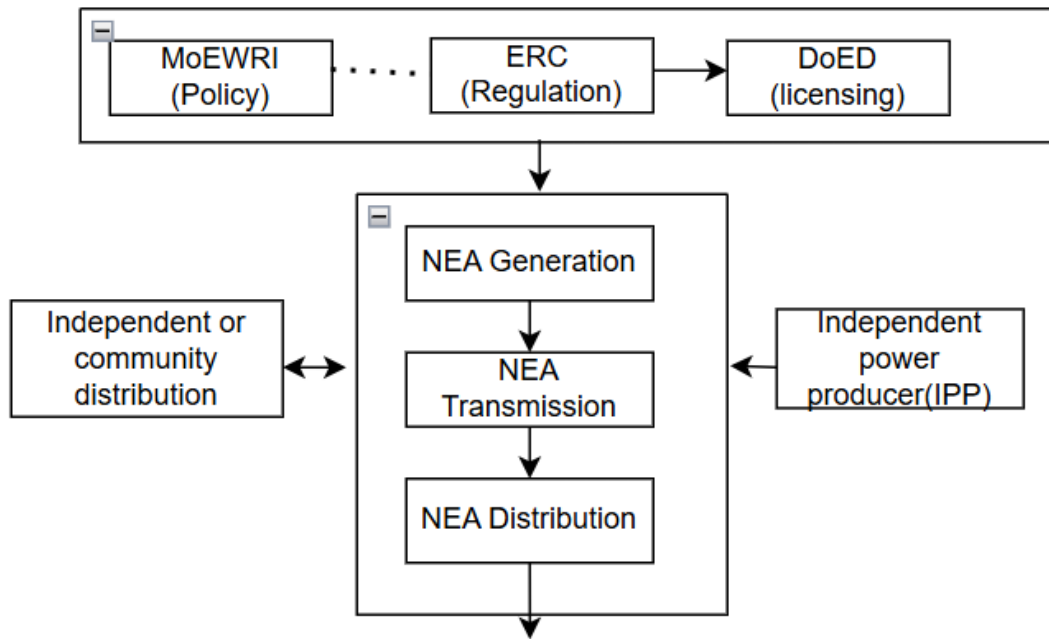 MoEWRI
(Policy)
ERC
(Regulation)
DoED
(licensing)
NEA Generation
Independent or
community
distribution
NEA
Transmission
Independent
power
producer(IPP)
NEA Distribution